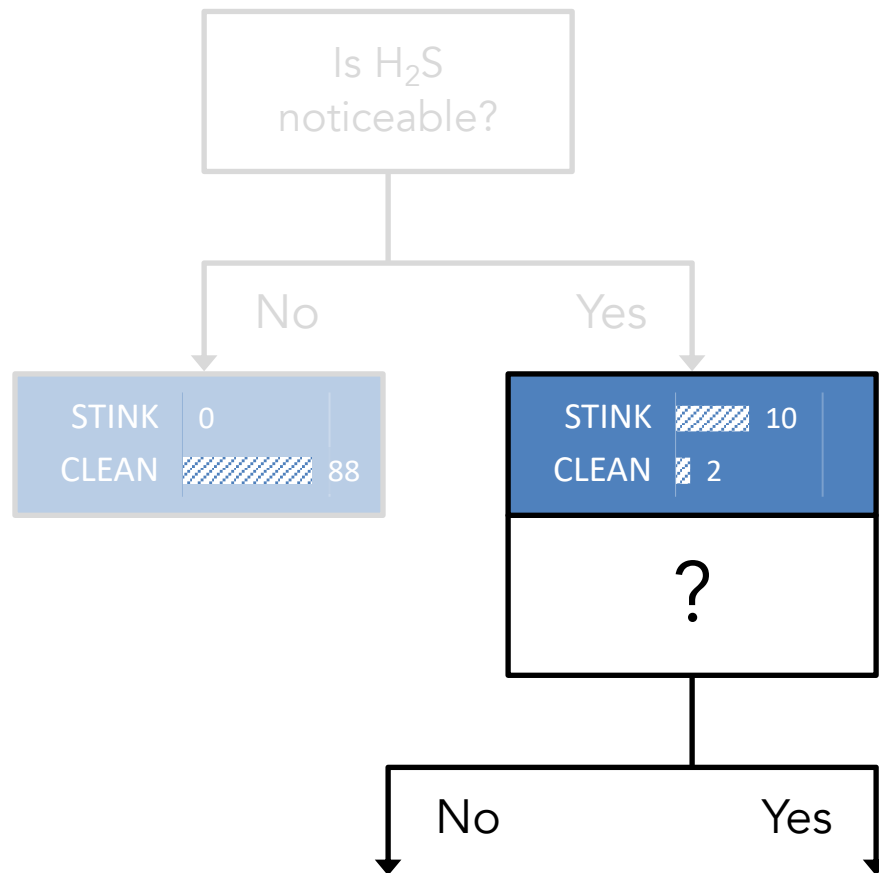 Is H₂S
noticeable?
No
Yes
STINK 0
CLEAN 88
STINK 10
CLEAN 2
?
No
Yes